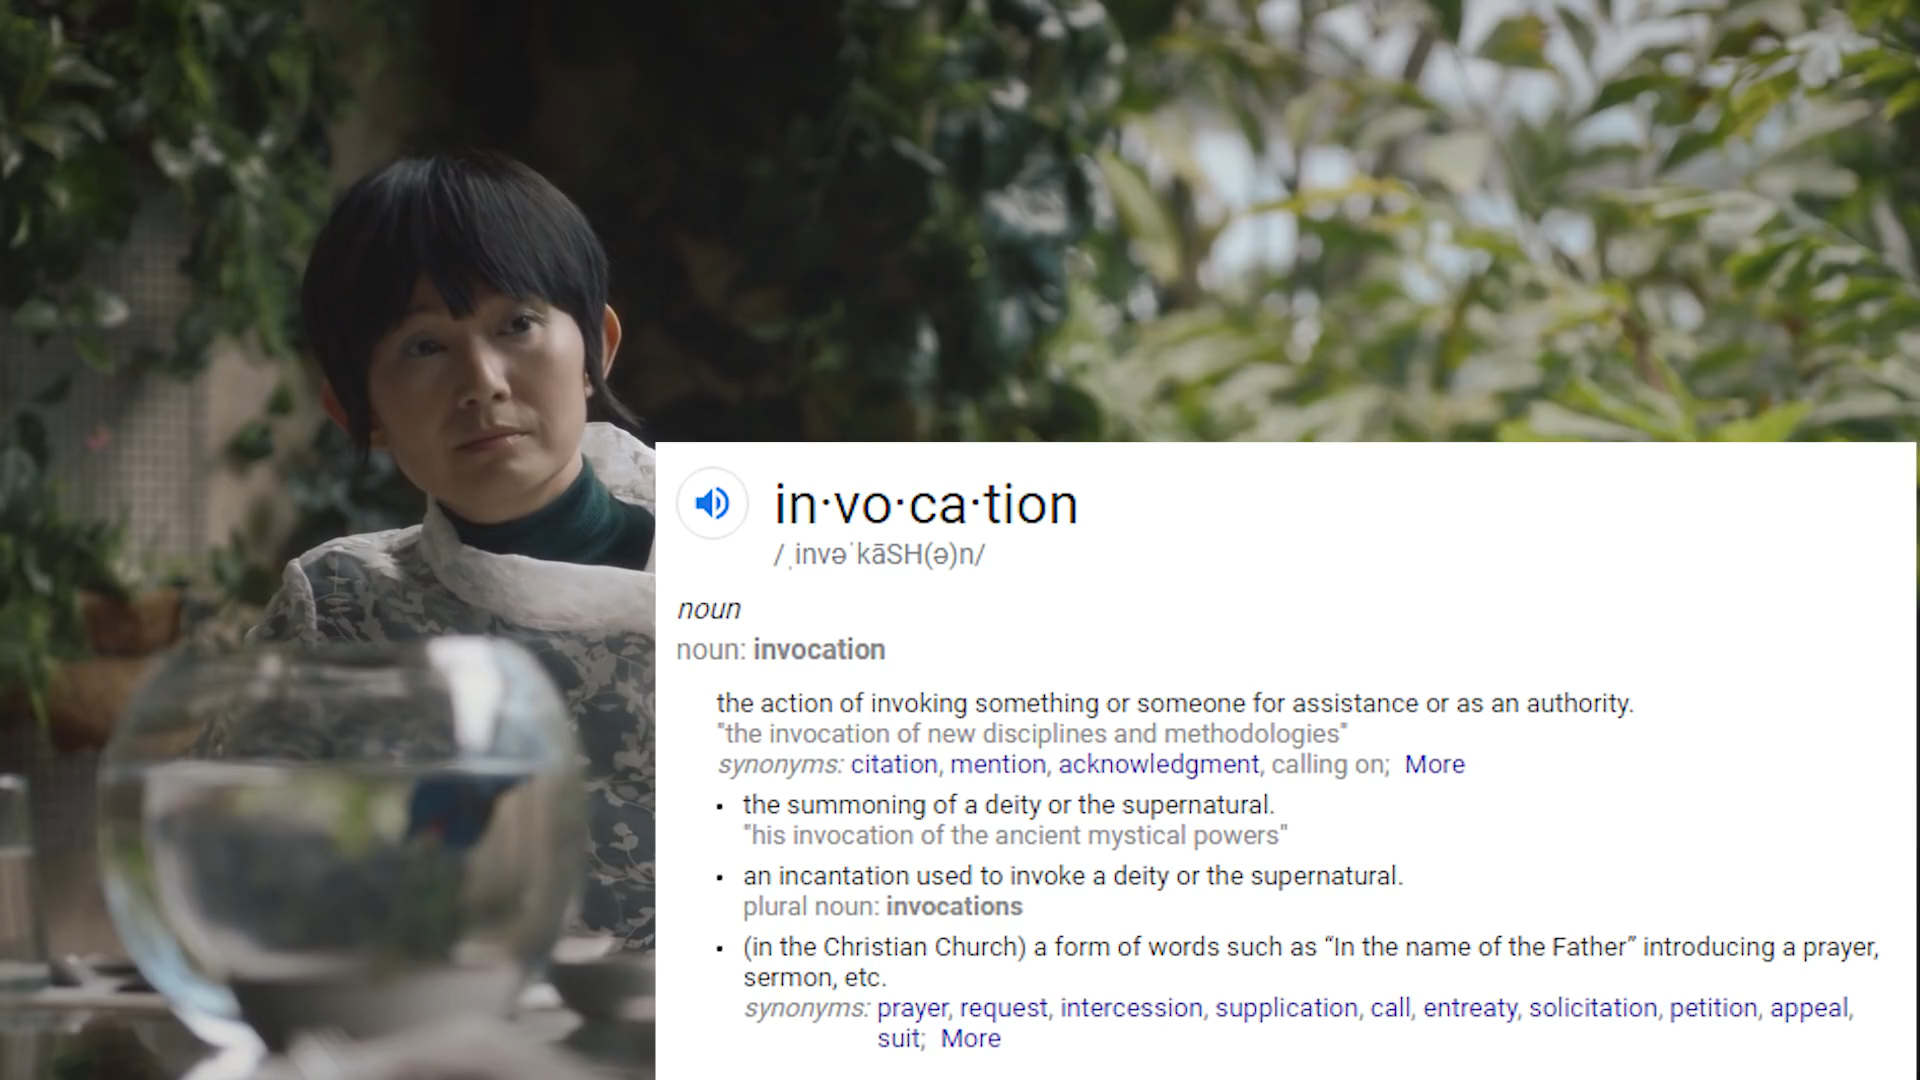 in·vo·ca·tion
/ˌinvəˈkāSH(ə)n/
noun
noun: invocation
the action of invoking something or someone for assistance or as an authority.
"the invocation of new disciplines and methodologies"
synonyms: citation, mention, acknowledgment, calling on; More
▪ the summoning of a deity or the supernatural.
"his invocation of the ancient mystical powers"
▪ an incantation used to invoke a deity or the supernatural.
plural noun: invocations
▪ (in the Christian Church) a form of words such as “In the name of the Father” introducing a prayer,
sermon, etc.
synonyms: prayer, request, intercession, supplication, call, entreaty, solicitation, petition, appeal,
suit; More